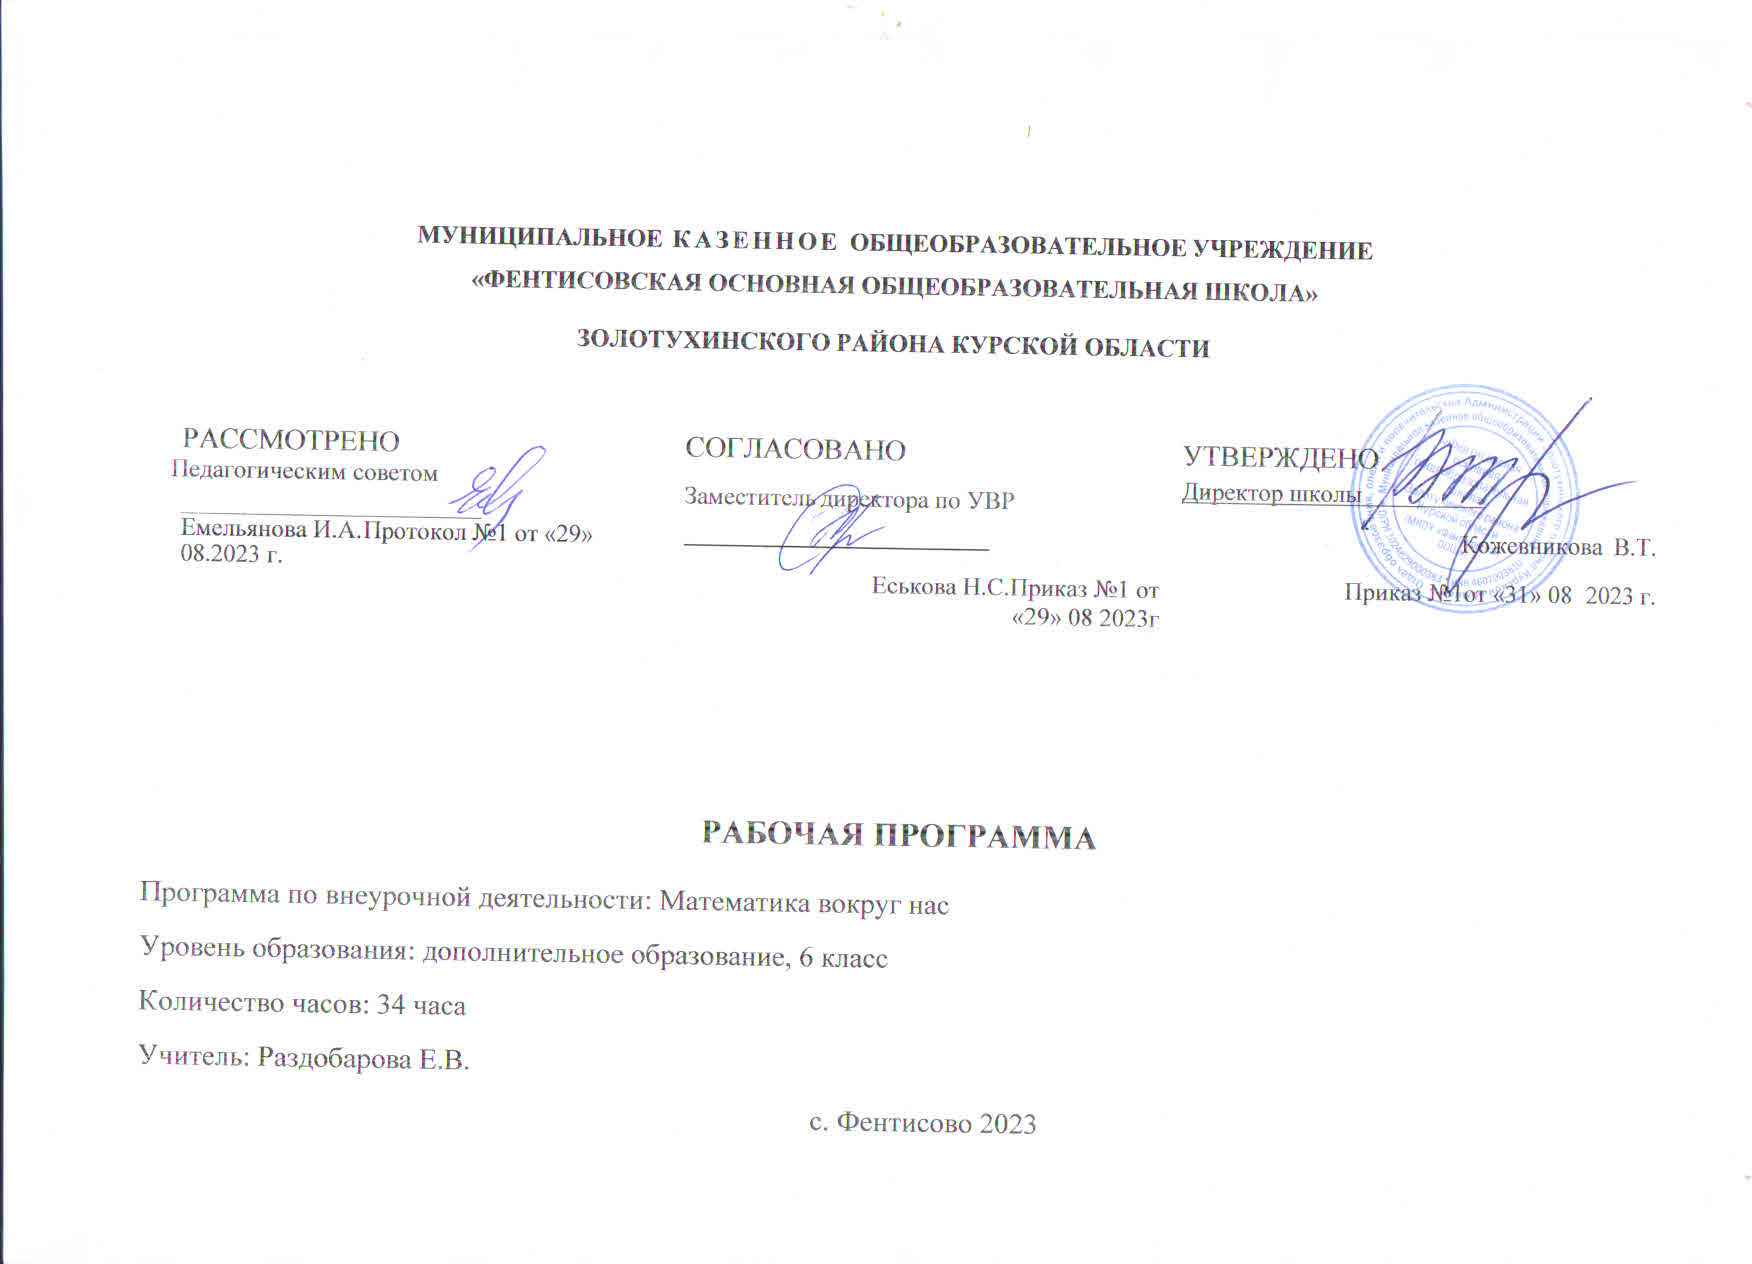 МУНИЦИПАЛЬНОЕ КАЗЕННОЕ ОБЩЕОБРАЗОВАТЕЛЬНОЕ УЧРЕЖДЕНИЕ
«ФЕНТИСОВСКАЯ ОСНОВНАЯ ОБЩЕОБРАЗОВАТЕЛЬНАЯ ШКОЛА»
ЗОЛОТУХИНСКОГО РАЙОНА КУРСКОЙ ОБЛАСТИ
РАССМОТРЕНО
Педагогическим советом
Емельянова И.А.Протокол №1 от «29»
08.2023 г.
СОГЛАСОВАНО
Заместитель директора по УВР
Еськова Н.С.Приказ №1 от
«29» 08 2023г
УТВЕРЖДЕНО
Директор школы
Кожевникова В.Т.
Приказ №1от «31» 08 2023 г.
РАБОЧАЯ ПРОГРАММА
Программа по внеурочной деятельности: Математика вокруг нас
Уровень образования: дополнительное образование, 6 класс
Количество часов: 34 часа
Учитель: Раздобарова Е.В.
с. Фентисово 2023